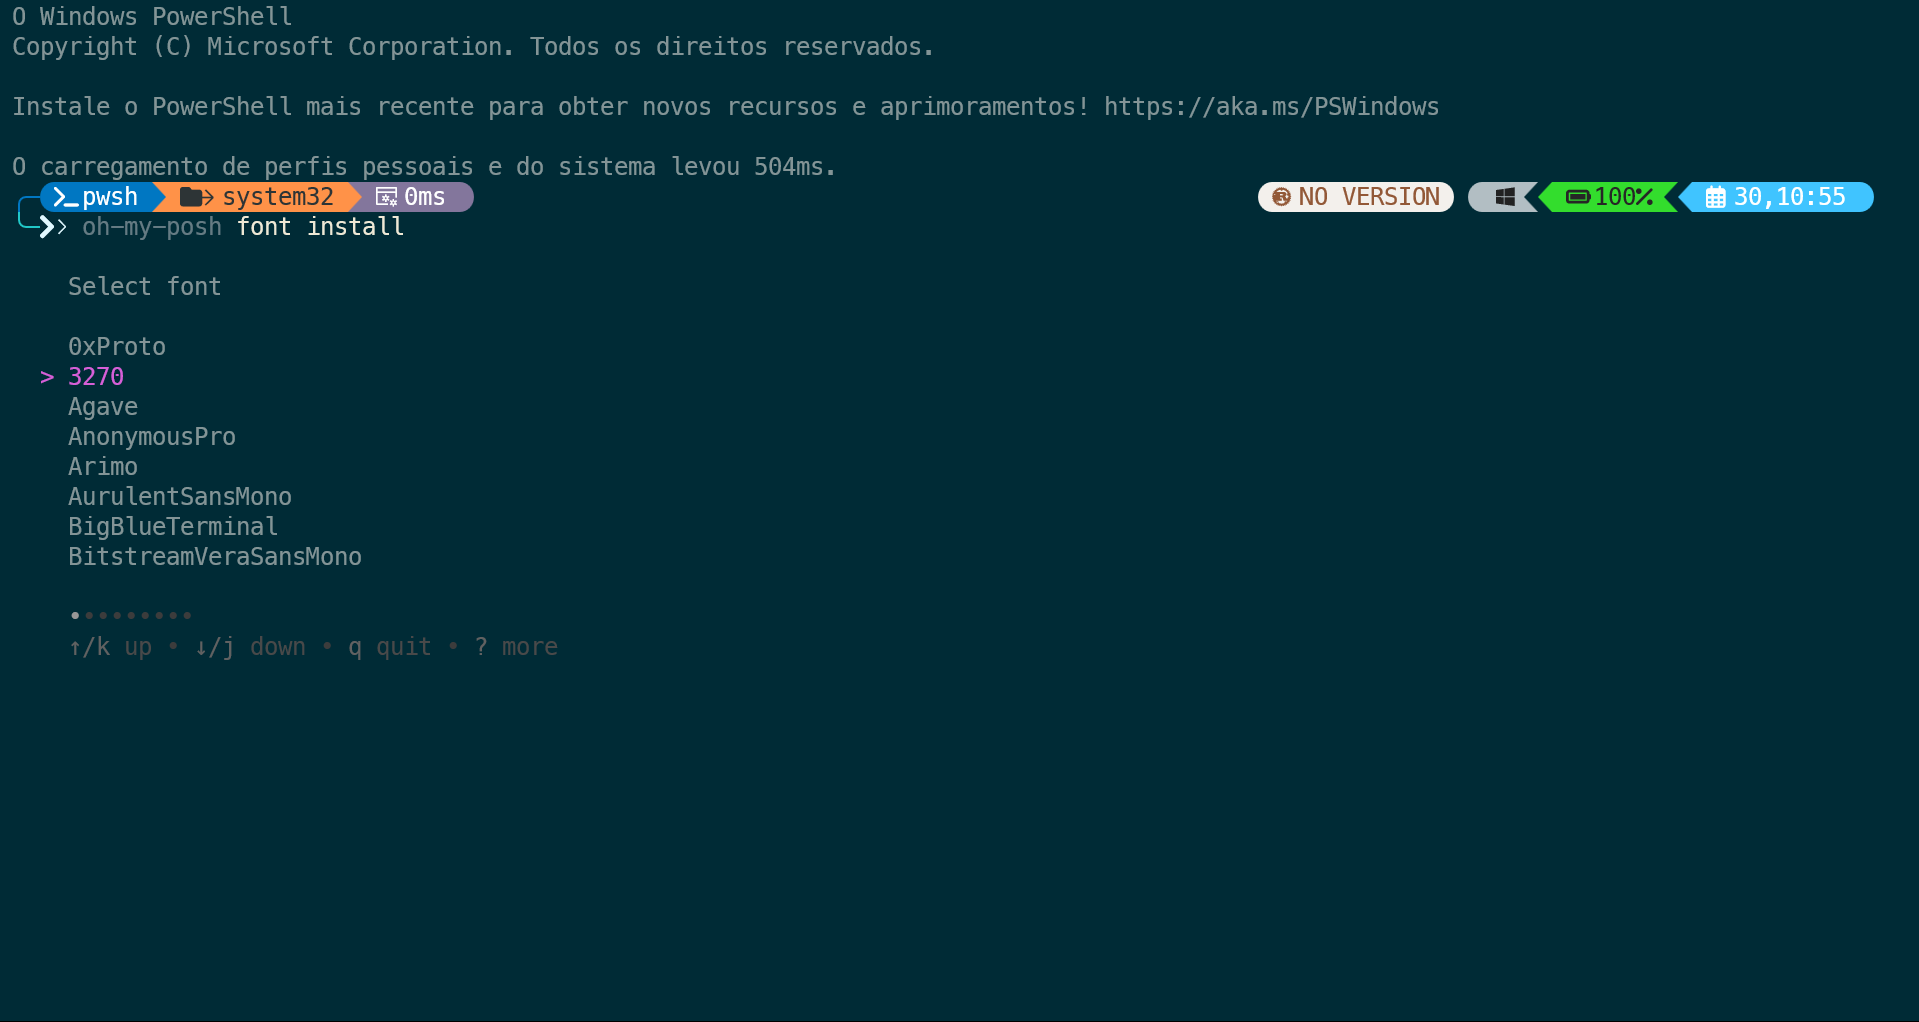 O Windows PowerShell
Copyright (C) Microsoft Corporation. Todos os direitos reservados.
Instale o PowerShell mais recente para obter novos recursos e aprimoramentos! https://aka.ms/PSWindows
O carregamento de perfis pessoais e do sistema levou 504ms.
pwsh system32 0ms NO VERSION 100% 30,10:55
oh-my-posh font install
Select font
0xProto
> 3270
Agave
AnonymousPro
Arimo
AurulentSansMono
BigBlueTerminal
BitstreamVeraSansMono
•••••••••
↑/k up • ↓/j down • q quit • ? more